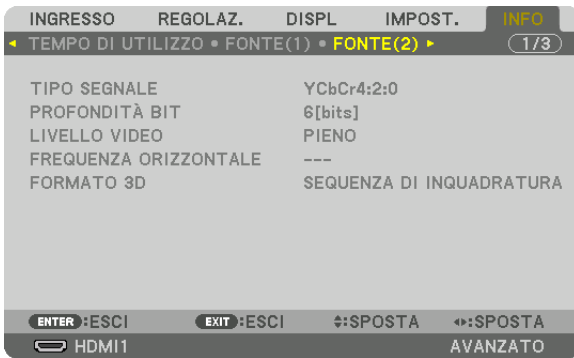 INGRESSO REGOLAZ. DISPL IMPOST. INFO
TEMPO DI UTILIZZO • FONTE(1) • FONTE(2) 1/3
TIPO SEGNALE YCbCr4:2:0
PROFONDITÀ BIT 6[bits]
LIVELLO VIDEO PIENO
FREQUENZA ORIZZONTALE ---
FORMATO 3D SEQUENZA DI INQUADRATURA
ENTER :ESCI EXIT :ESCI :SPOSTA :SPOSTA
HDMI1 AVANZATO